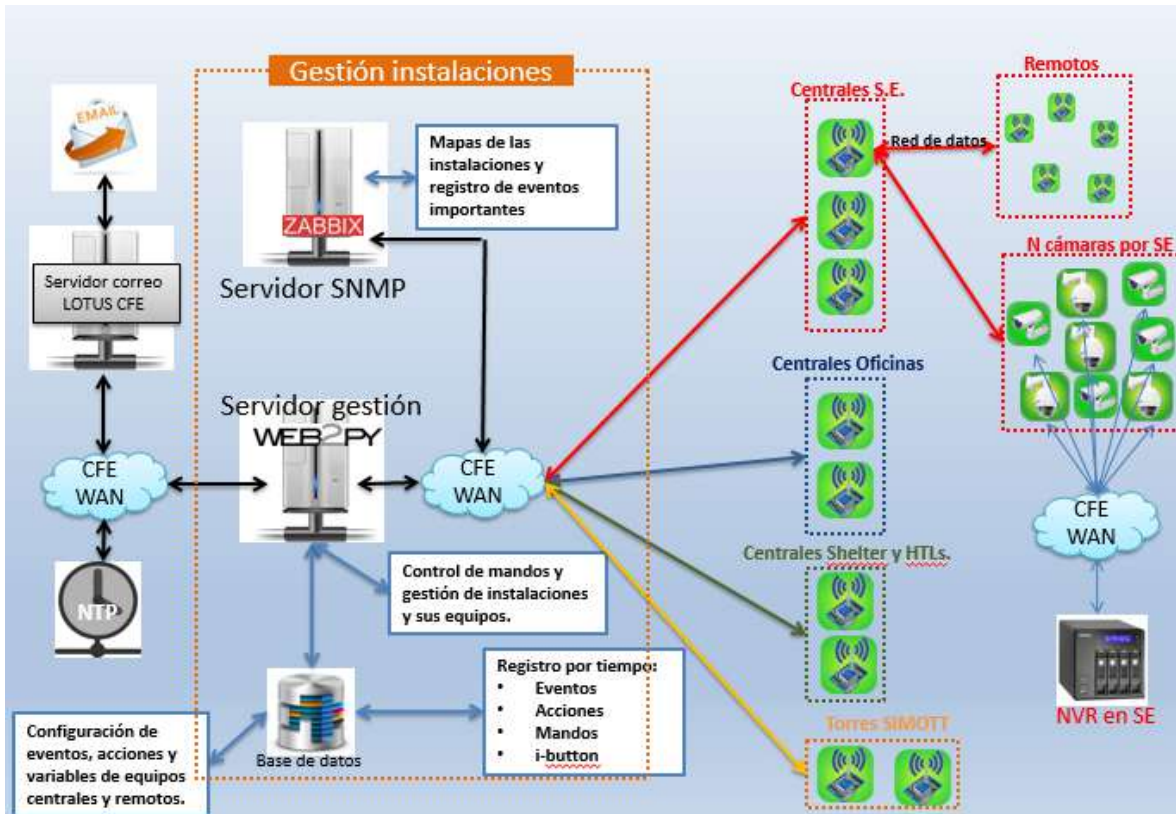 Gestión instalaciones
EMAIL
Servidor correo
LOTUS CFE
CFE
WAN
NTP
ZABBIX
Servidor SNMP
Mapas de las
instalaciones y
registro de eventos
importantes
Servidor gestión
WEB2PY
CFE
WAN
Control de mandos y
gestión de instalaciones
y sus equipos.
Base de datos
Registro por tiempo:
• Eventos
• Acciones
• Mandos
• i-button
Configuración de
eventos, acciones y
variables de equipos
centrales y remotos.
Centrales S.E.
Red de datos
Remotos
N cámaras por SE
Centrales Oficinas
Centrales Shelter y HTLs.
Torres SIMOTT
CFE
WAN
NVR en SE